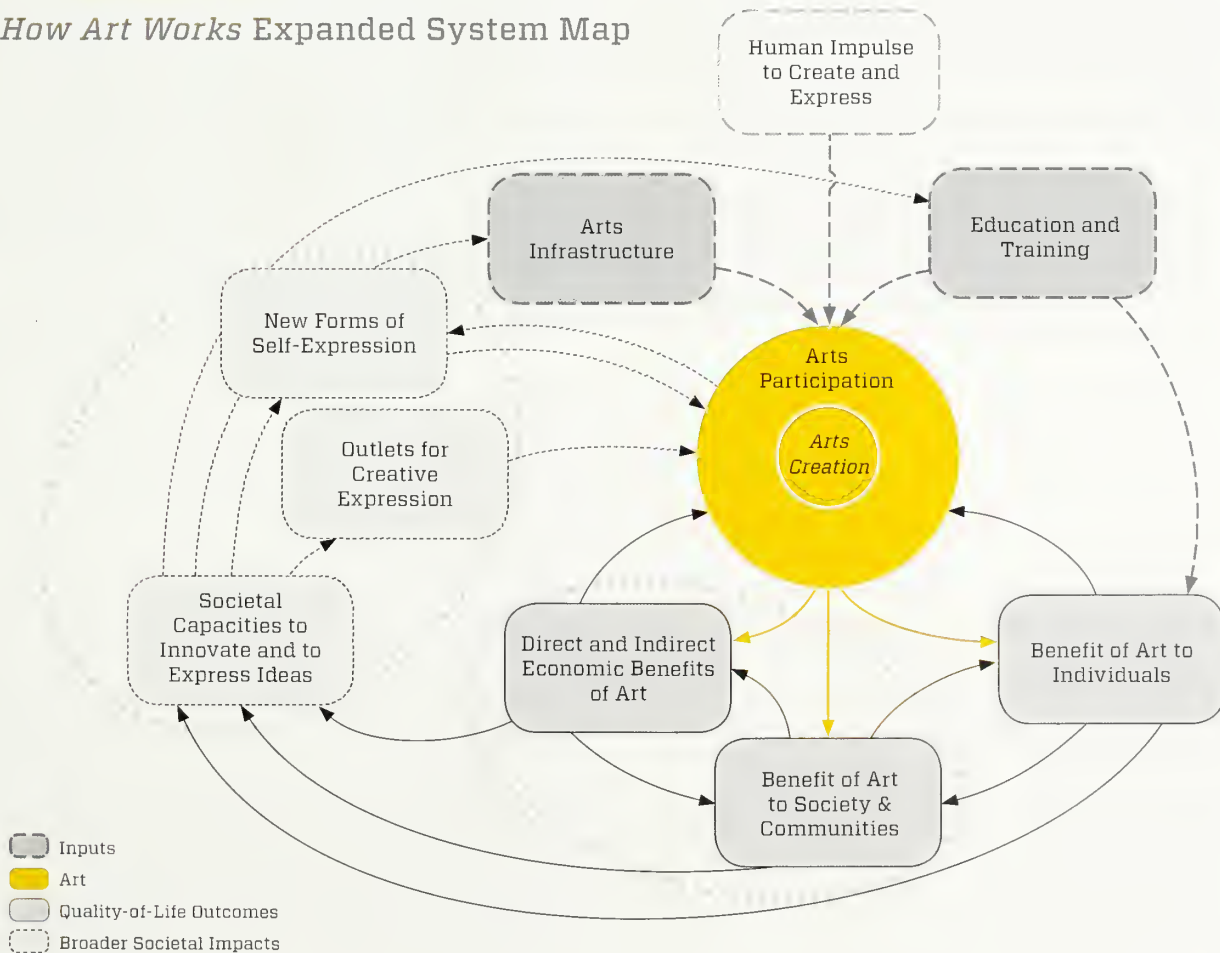 How Art Works Expanded System Map
Human Impulse
to Create and
Express
Arts
Infrastructure
Education and
Training
New Forms of
Self-Expression
Arts
Participation
Arts
Creation
Outlets for
Creative
Expression
Societal
Capacities to
Innovate and to
Express Ideas
Direct and Indirect
Economic Benefits
of Art
Benefit of Art to
Individuals
Benefit of Art
to Society &
Communities
Inputs
Art
Quality-of-Life Outcomes
Broader Societal Impacts